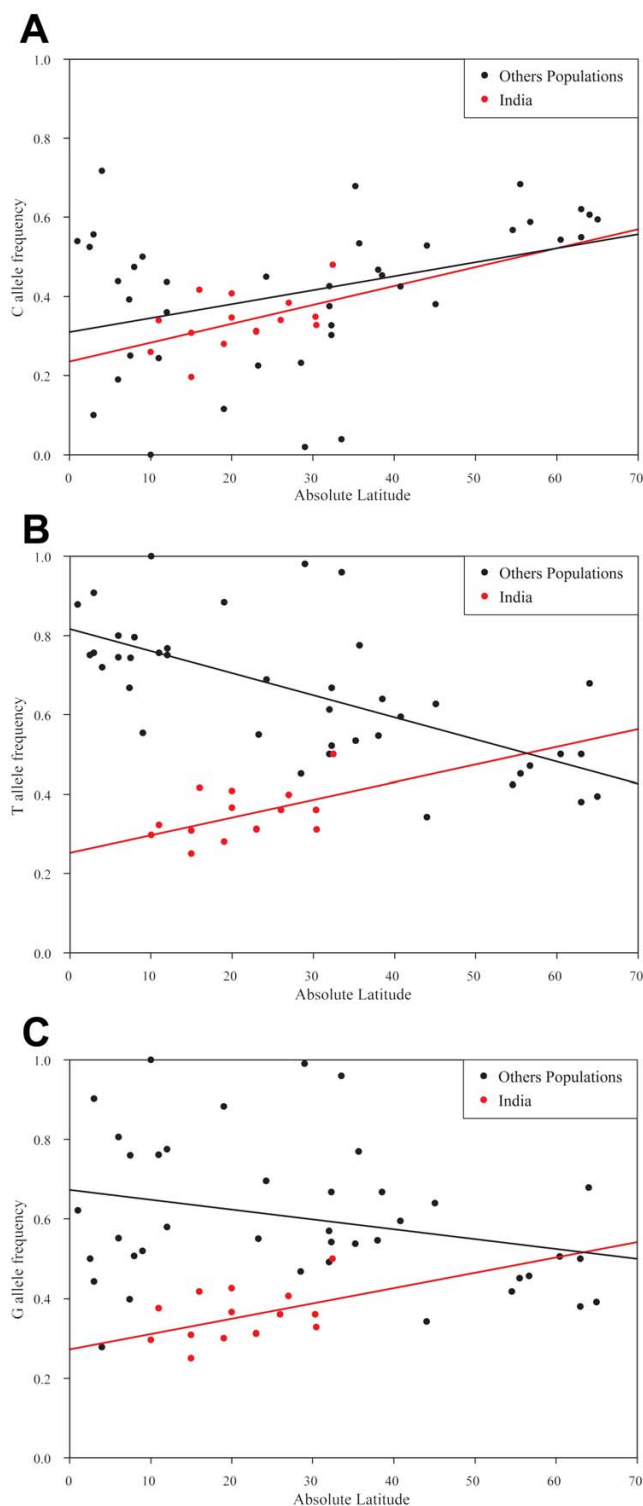 A
1.0
Others Populations
India
0.8
0.6
C allele frequency
0.4
0.2
0.0
0 10 20 30 40 50 60 70
Absolute Latitude
B
1.0
Others Populations
India
0.8
0.6
T allele frequency
0.4
0.2
0.0
0 10 20 30 40 50 60 70
Absolute Latitude
C
1.0
Others Populations
India
0.8
0.6
G allele frequency
0.4
0.2
0.0
0 10 20 30 40 50 60 70
Absolute Latitude